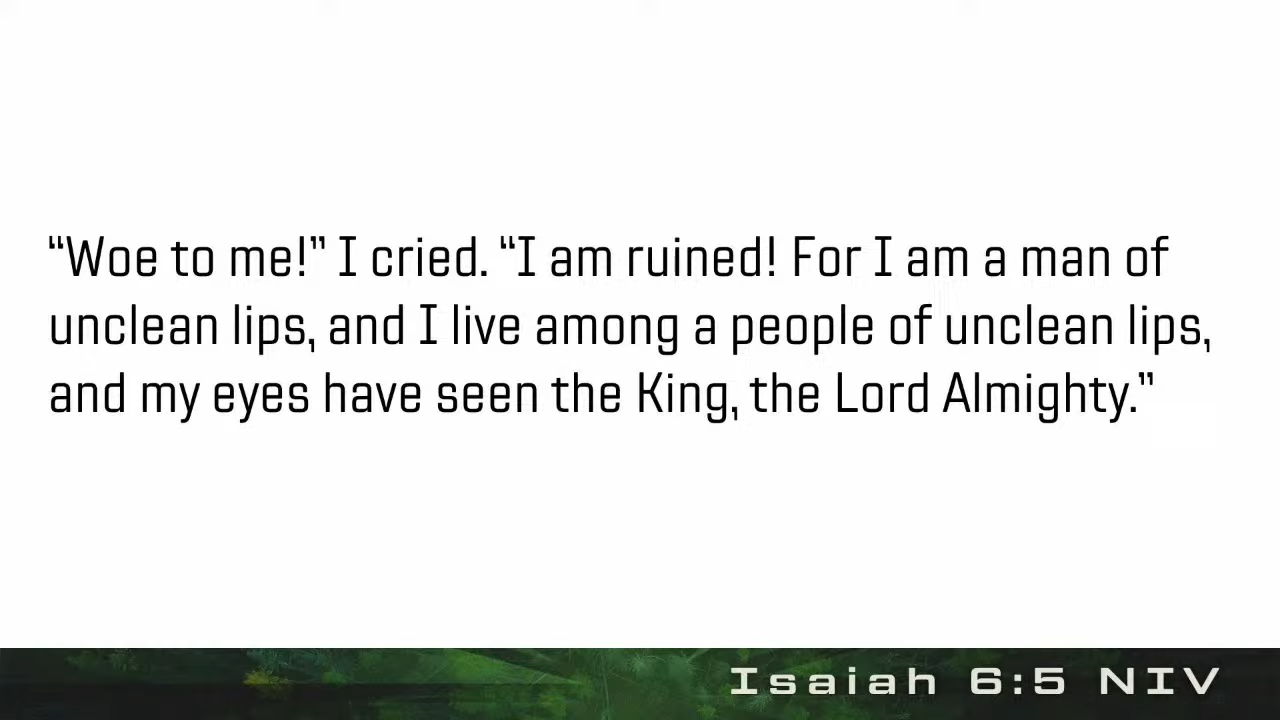 “Woe to me!” I cried. “I am ruined! For I am a man of
unclean lips, and I live among a people of unclean lips,
and my eyes have seen the King, the Lord Almighty.”
Isaiah 6:5 NIV